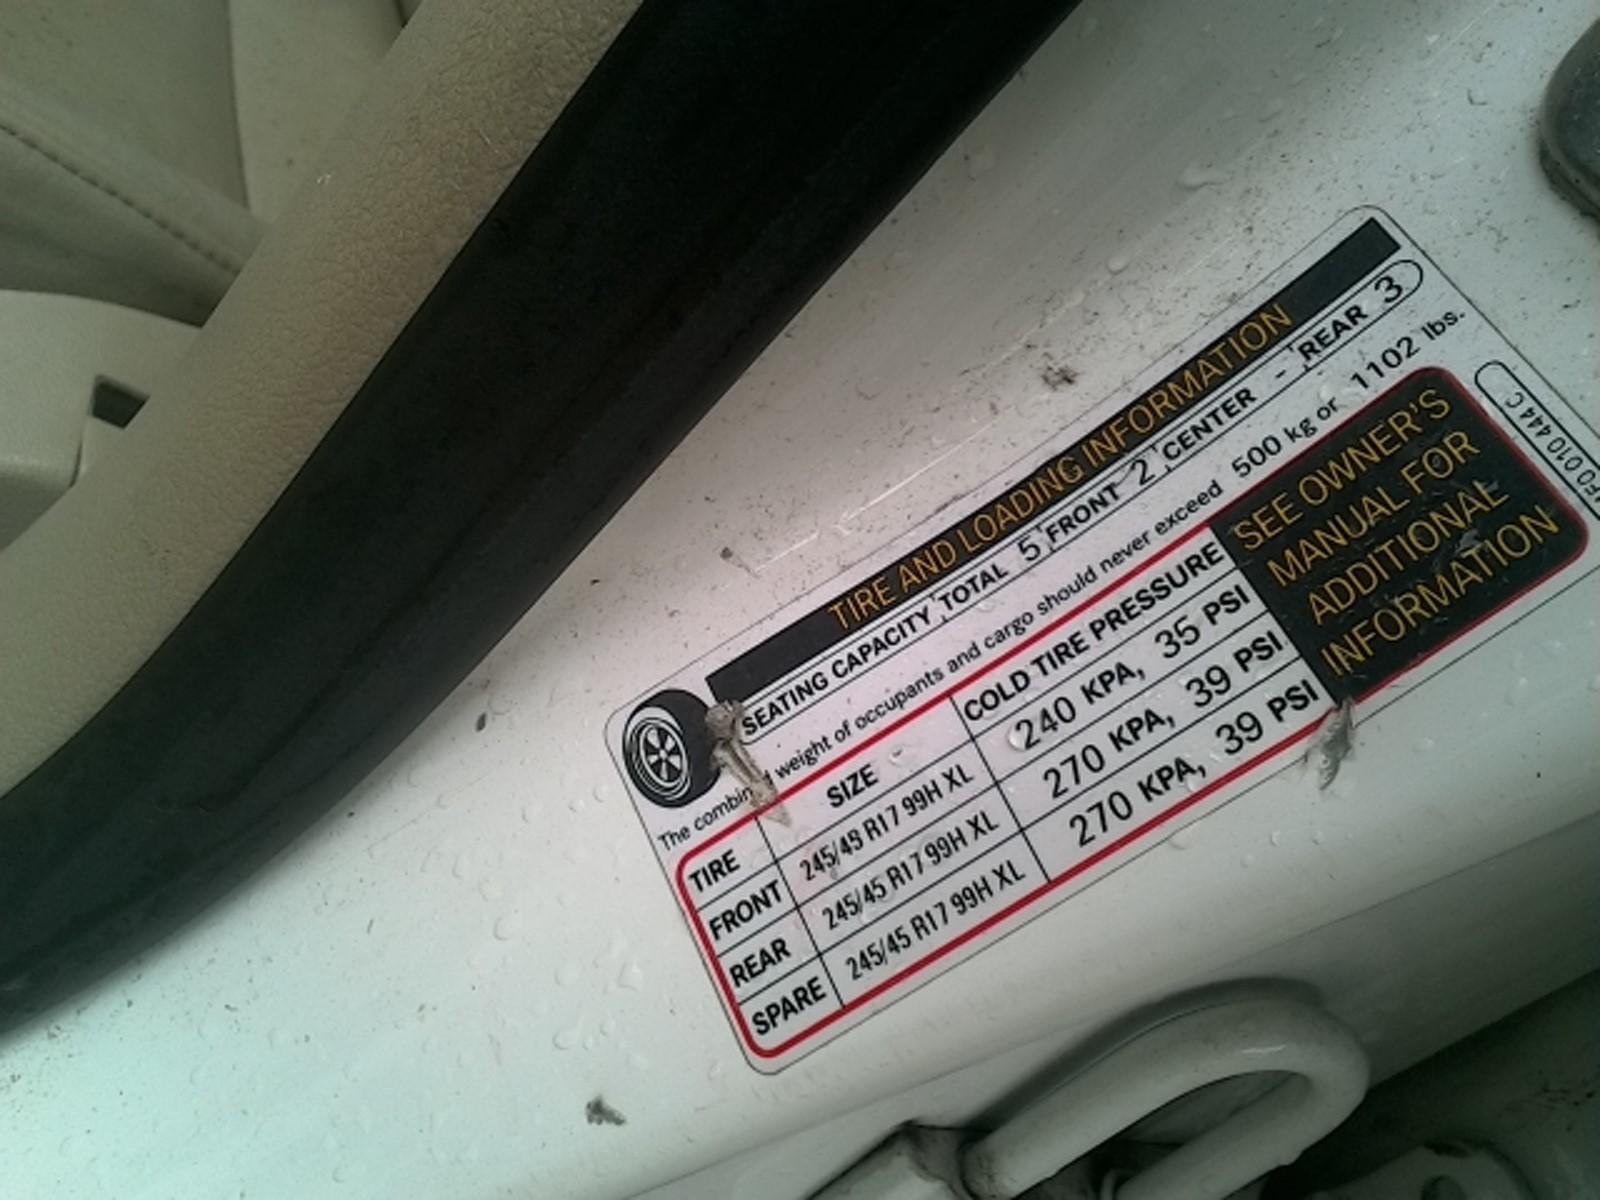 TIRE AND LOADING INFORMATION
SEATING CAPACITY TOTAL 5 FRONT 2 CENTER - REAR 3
The combined weight of occupants and cargo should never exceed 500 kg or 1102 lbs.
TIRE SIZE COLD TIRE PRESSURE
FRONT 245/45 R17 99H XL 240 KPA, 35 PSI
REAR 245/45 R17 99H XL 270 KPA, 39 PSI
SPARE 245/45 R17 99H XL 270 KPA, 39 PSI
SEE OWNER'S
MANUAL FOR
ADDITIONAL
INFORMATION